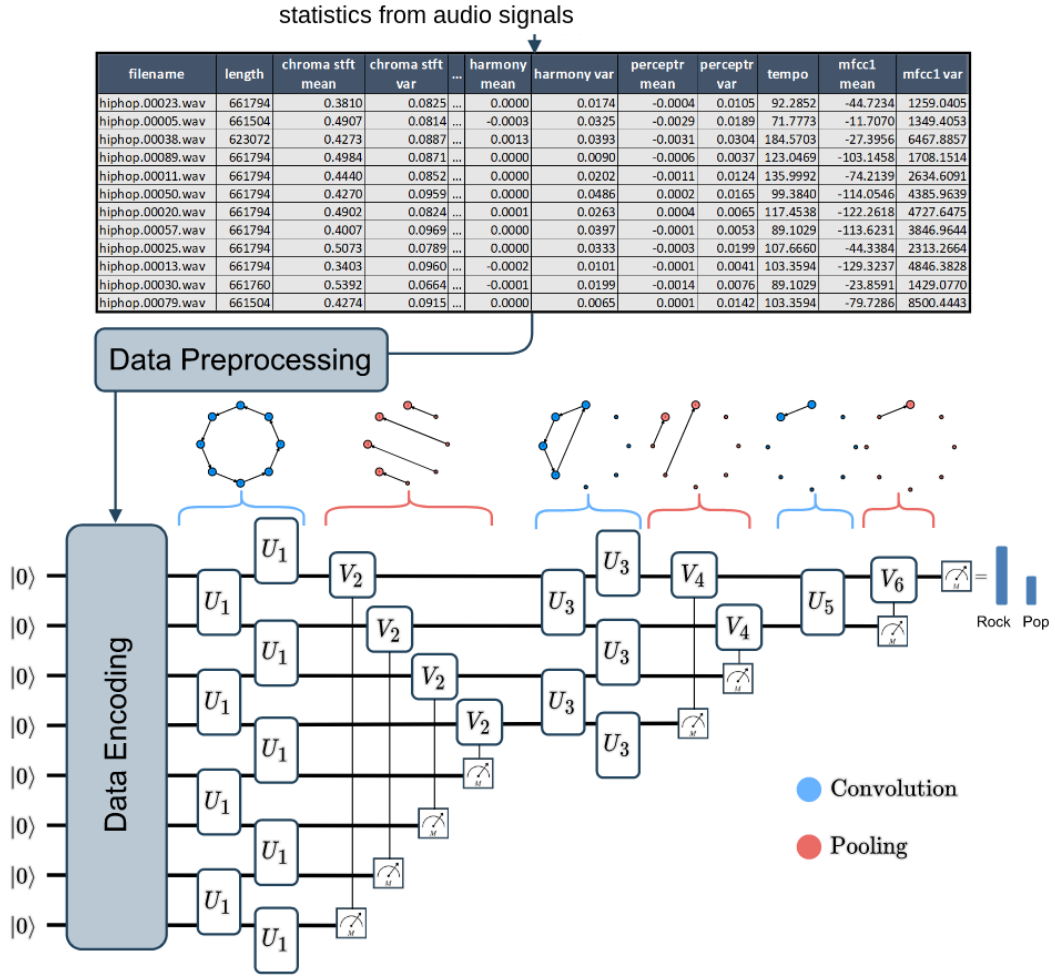 statistics from audio signals
filename length chroma stft mean chroma stft var ... harmony mean harmony var perceptr mean perceptr var tempo mfcc1 mean mfcc1 var
hiphop.00023.wav 661794 0.3810 0.0825 ... 0.0000 0.0174 -0.0004 0.0105 92.2852 -44.7234 1259.0405
hiphop.00005.wav 661504 0.4907 0.0814 ... -0.0003 0.0325 -0.0029 0.0189 71.7773 -11.7070 1349.4053
hiphop.00038.wav 623072 0.4273 0.0887 ... 0.0013 0.0393 -0.0031 0.0304 184.5703 -27.3956 6467.8857
hiphop.00089.wav 661794 0.4984 0.0871 ... 0.0000 0.0090 -0.0006 0.0037 123.0469 -103.1458 1708.1514
hiphop.00011.wav 661794 0.4440 0.0852 ... 0.0000 0.0202 -0.0011 0.0124 135.9992 -74.2139 2634.6091
hiphop.00050.wav 661794 0.4270 0.0959 ... 0.0000 0.0486 0.0002 0.0165 99.3840 -114.0546 4385.9639
hiphop.00020.wav 661794 0.4902 0.0824 ... 0.0001 0.0263 0.0004 0.0065 117.4538 -122.2618 4727.6475
hiphop.00057.wav 661794 0.4007 0.0969 ... 0.0000 0.0397 -0.0001 0.0053 89.1029 -113.6231 3846.9644
hiphop.00025.wav 661794 0.5073 0.0789 ... 0.0000 0.0333 -0.0003 0.0199 107.6660 -44.3384 2313.2664
hiphop.00013.wav 661794 0.3403 0.0960 ... -0.0002 0.0101 -0.0001 0.0041 103.3594 -129.3237 4846.3828
hiphop.00030.wav 661760 0.5392 0.0664 ... -0.0001 0.0199 -0.0014 0.0076 89.1029 -23.8591 1429.0770
hiphop.00079.wav 661504 0.4274 0.0915 ... 0.0000 0.0065 0.0001 0.0142 103.3594 -79.7286 8500.4443
Data Preprocessing
Data Encoding
|0⟩
|0⟩
|0⟩
|0⟩
|0⟩
|0⟩
|0⟩
|0⟩
U₁
U₁
U₁
U₁
U₁
U₁
U₁
U₁
U₁
V₂
V₂
V₂
V₂
M
M
M
M
U₃
U₃
U₃
U₃
U₃
V₄
V₄
M
M
U₅
V₆
M
M
=
Rock Pop
Convolution
Pooling